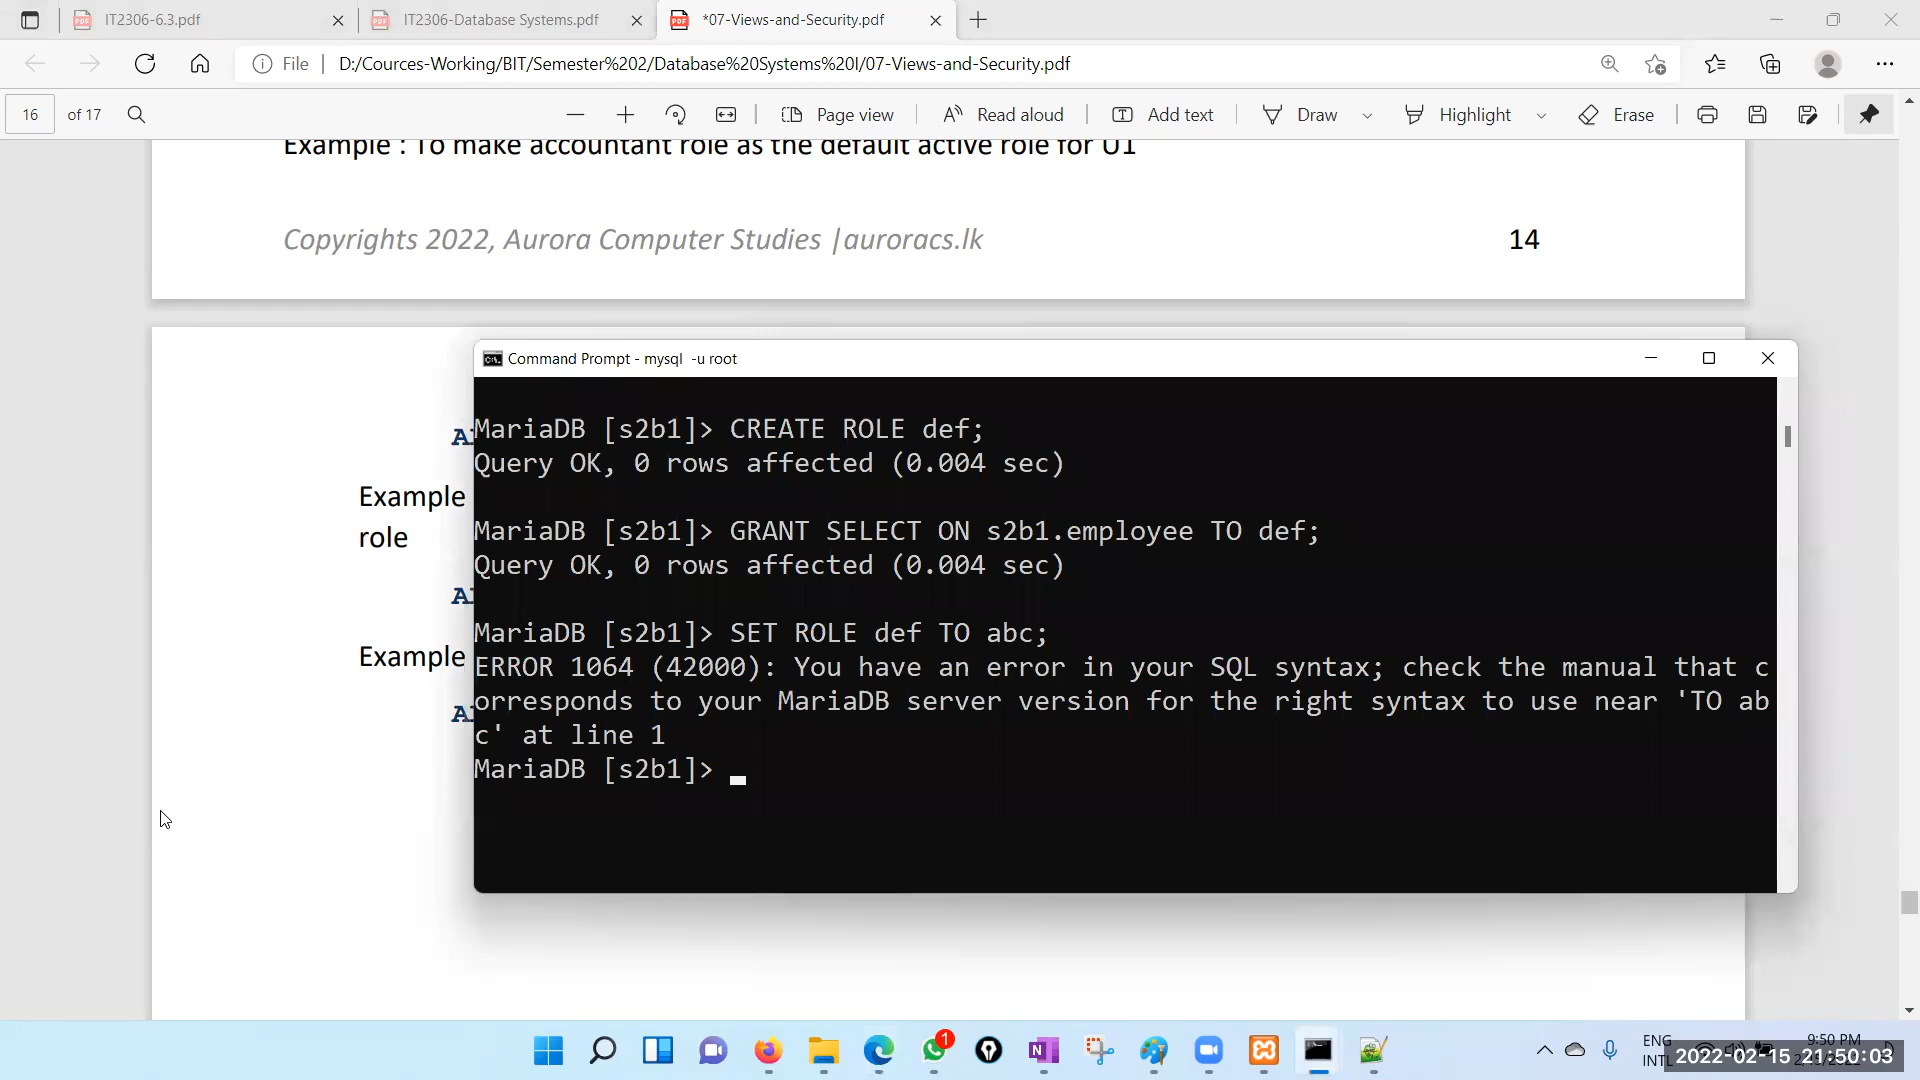 IT2306-6.3.pdf
IT2306-Database Systems.pdf
*07-Views-and-Security.pdf
File
D:/Cources-Working/BIT/Semester%202/Database%20Systems%20I/07-Views-and-Security.pdf
16 of 17
Page view
Read aloud
Add text
Draw
Highlight
Erase
Example : To make accountant role as the default active role for U1
Copyrights 2022, Aurora Computer Studies |auroracs.lk 14
Command Prompt - mysql -u root
MariaDB [s2b1]> CREATE ROLE def;
Query OK, 0 rows affected (0.004 sec)
Example
MariaDB [s2b1]> GRANT SELECT ON s2b1.employee TO def;
role
Query OK, 0 rows affected (0.004 sec)
MariaDB [s2b1]> SET ROLE def TO abc;
Example
ERROR 1064 (42000): You have an error in your SQL syntax; check the manual that c
orresponds to your MariaDB server version for the right syntax to use near 'TO ab
c' at line 1
MariaDB [s2b1]>
1
ENG
INTL
9:50 PM
2022-02-15 21:50:03